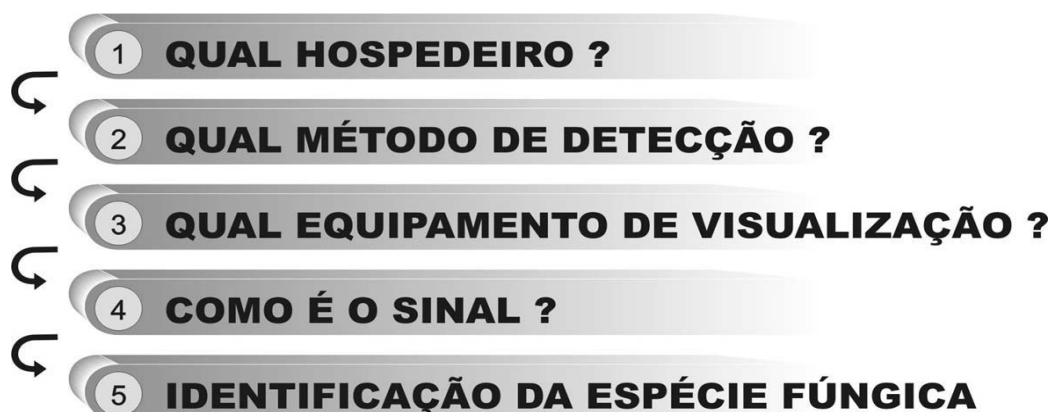 1 QUAL HOSPEDEIRO ?
2 QUAL MÉTODO DE DETECÇÃO ?
3 QUAL EQUIPAMENTO DE VISUALIZAÇÃO ?
4 COMO É O SINAL ?
5 IDENTIFICAÇÃO DA ESPÉCIE FÚNGICA